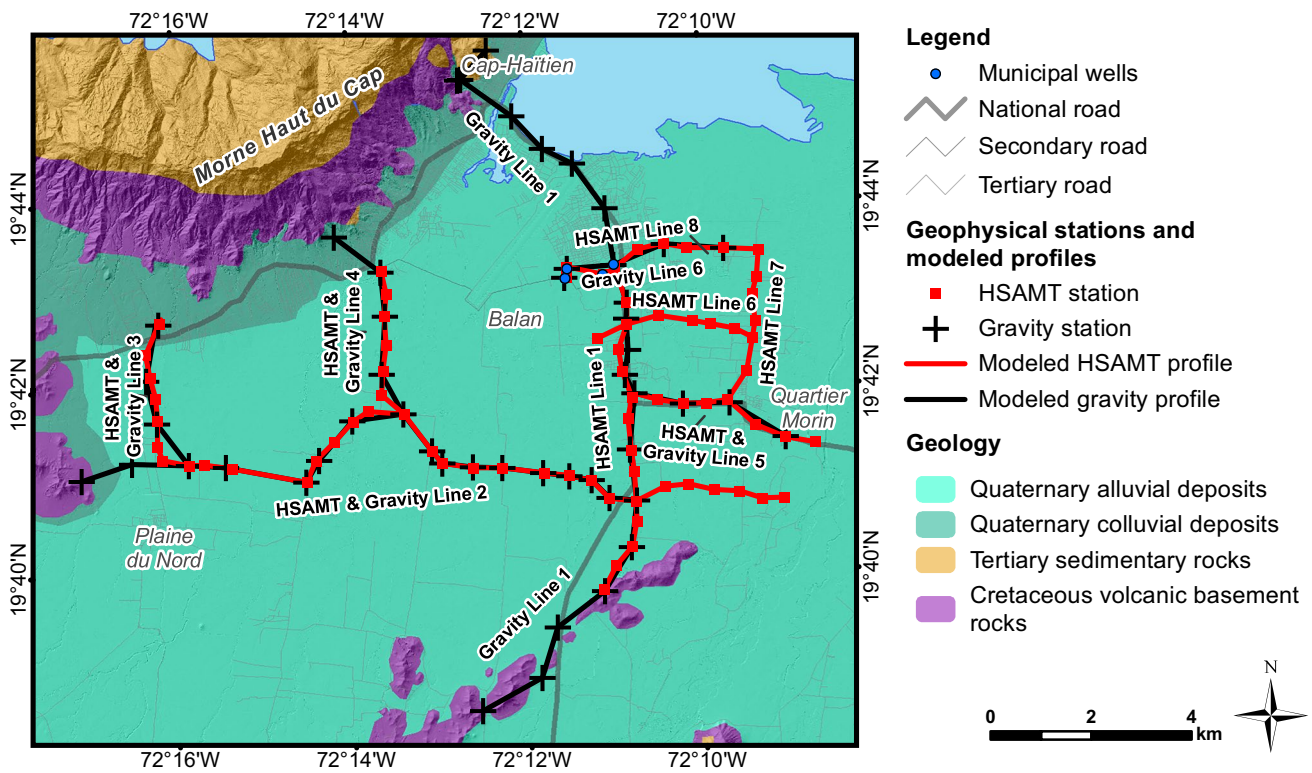 72°16'W
72°14'W
72°12'W
72°10'W
Cap-Haïtien
Morne Haut du Cap
Gravity Line 1
19°44'N
19°44'N
HSAMT Line 8
Gravity Line 6
HSAMT Line 6
HSAMT Line 7
HSAMT &
Gravity Line 4
Balan
HSAMT &
Gravity Line 3
HSAMT Line 1
19°42'N
19°42'N
Quartier
Morin
HSAMT &
Gravity Line 5
HSAMT & Gravity Line 2
Plaine
du Nord
19°40'N
19°40'N
Gravity Line 1
72°16'W
72°14'W
72°12'W
72°10'W
Legend
Municipal wells
National road
Secondary road
Tertiary road
Geophysical stations and
modeled profiles
HSAMT station
Gravity station
Modeled HSAMT profile
Modeled gravity profile
Geology
Quaternary alluvial deposits
Quaternary colluvial deposits
Tertiary sedimentary rocks
Cretaceous volcanic basement
rocks
N
0 2 4
km